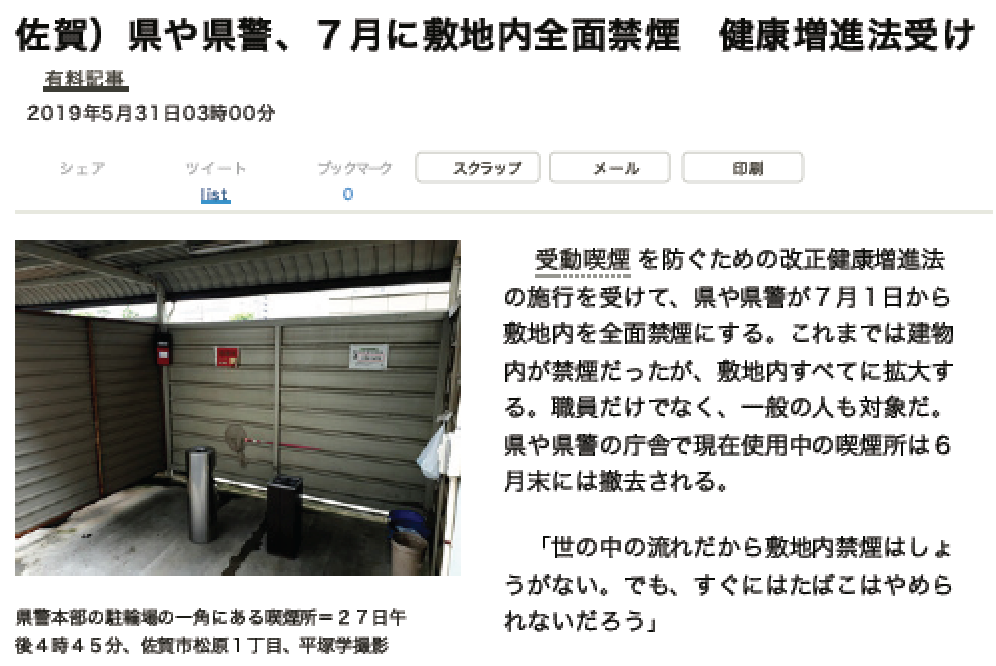 佐賀）県や県警、７月に敷地内全面禁煙　健康増進法受け
有料記事
2019年5月31日03時00分
シェア
ツイート
list
ブックマーク
0
スクラップ
メール
印刷
県警本部の駐輪場の一角にある喫煙所＝２７日午
後４時４５分、佐賀市松原１丁目、平塚学撮影
受動喫煙 を防ぐための改正健康増進法
の施行を受けて、県や県警が７月１日から
敷地内を全面禁煙にする。これまでは建物
内が禁煙だったが、敷地内すべてに拡大す
る。職員だけでなく、一般の人も対象だ。
県や県警の庁舎で現在使用中の喫煙所は６
月末には撤去される。
「世の中の流れだから敷地内禁煙はしょ
うがない。でも、すぐにはたばこはやめら
れないだろう」